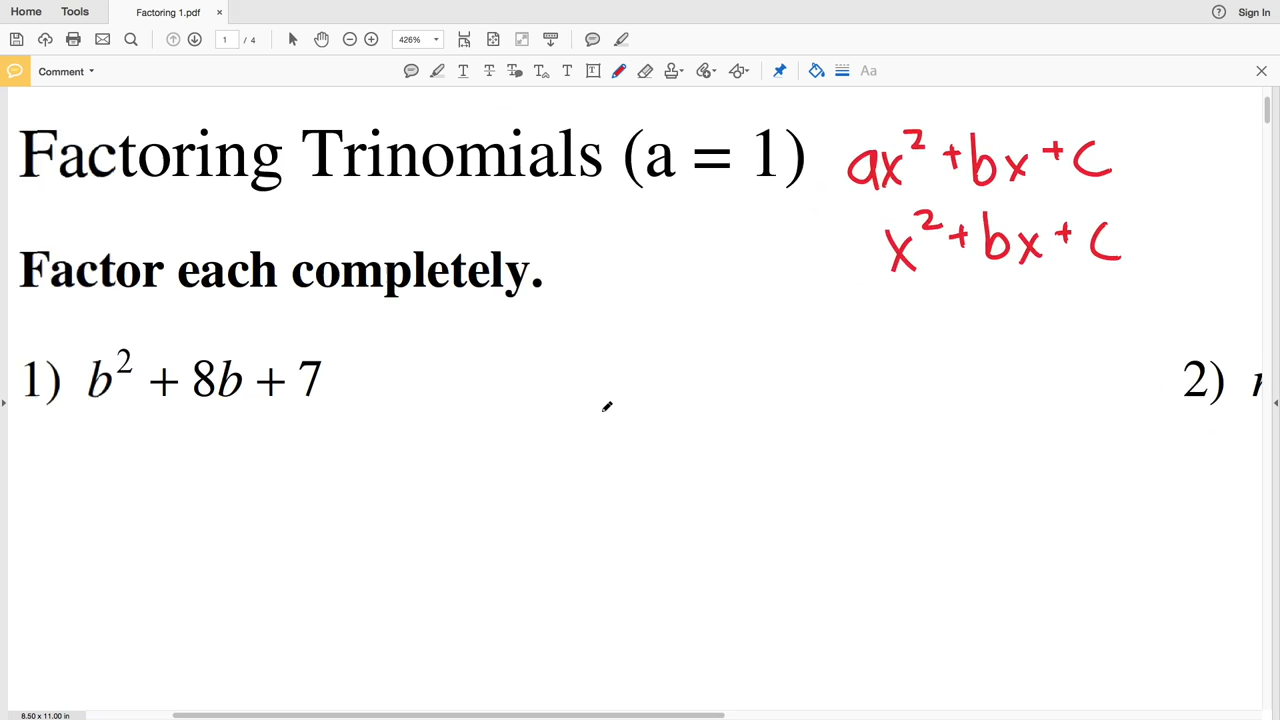 Home Tools Factoring 1.pdf × Sign In
1 / 4 426%
Comment Aa
Factoring Trinomials (a = 1) ax² + bx + c
x² + bx + c
Factor each completely.
1) b² + 8b + 7 2)
8.50 x 11.00 in